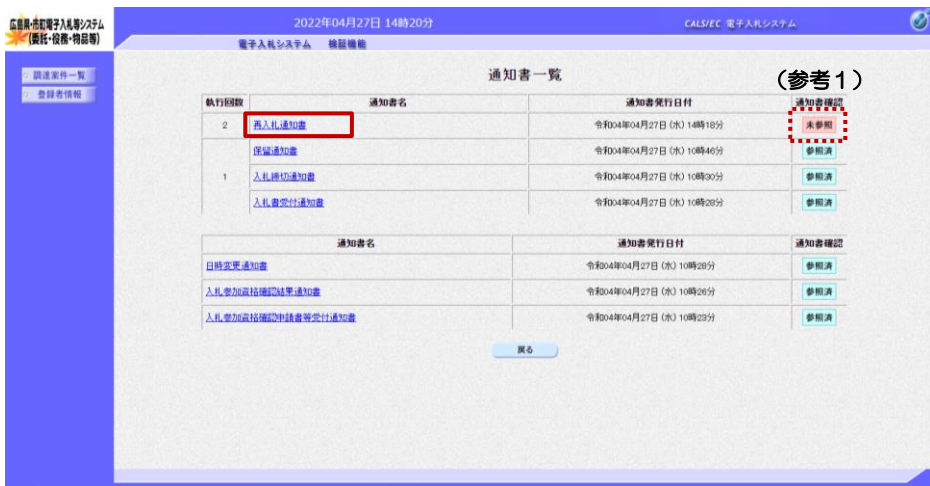 広島県・市町電子入札等システム
(委託・役務・物品等)
2022年04月27日 14時20分
CALS/EC 電子入札システム
電子入札システム 検証機能
調達案件一覧
登録者情報
通知書一覧
(参考1)
執行回数 通知書名 通知書発行日付 通知書確認
2 再入札通知書 令和04年04月27日 (水) 14時18分 未参照
保留通知書 令和04年04月27日 (水) 10時46分 参照済
1 入札締切通知書 令和04年04月27日 (水) 10時30分 参照済
入札書受付通知書 令和04年04月27日 (水) 10時29分 参照済
通知書名 通知書発行日付 通知書確認
日時変更通知書 令和04年04月27日 (水) 10時28分 参照済
入札参加資格確認結果通知書 令和04年04月27日 (水) 10時26分 参照済
入札参加資格確認申請書等受付通知書 令和04年04月27日 (水) 10時23分 参照済
戻る